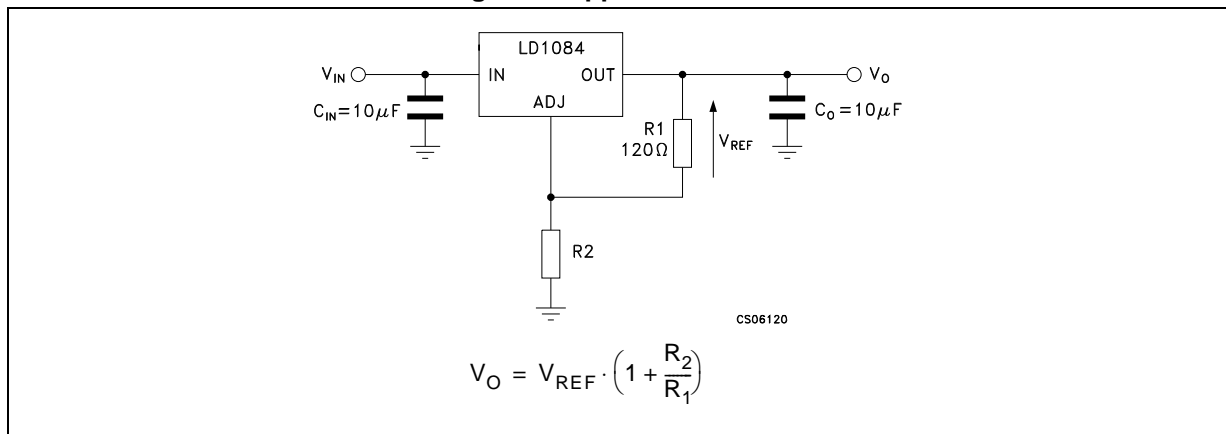 LD1084
V_IN
IN
OUT
V_O
C_IN=10μF
ADJ
R1
120Ω
V_REF
C_O=10μF
R2
CS06120
V_O = V_REF · (1 + R_2/R_1)